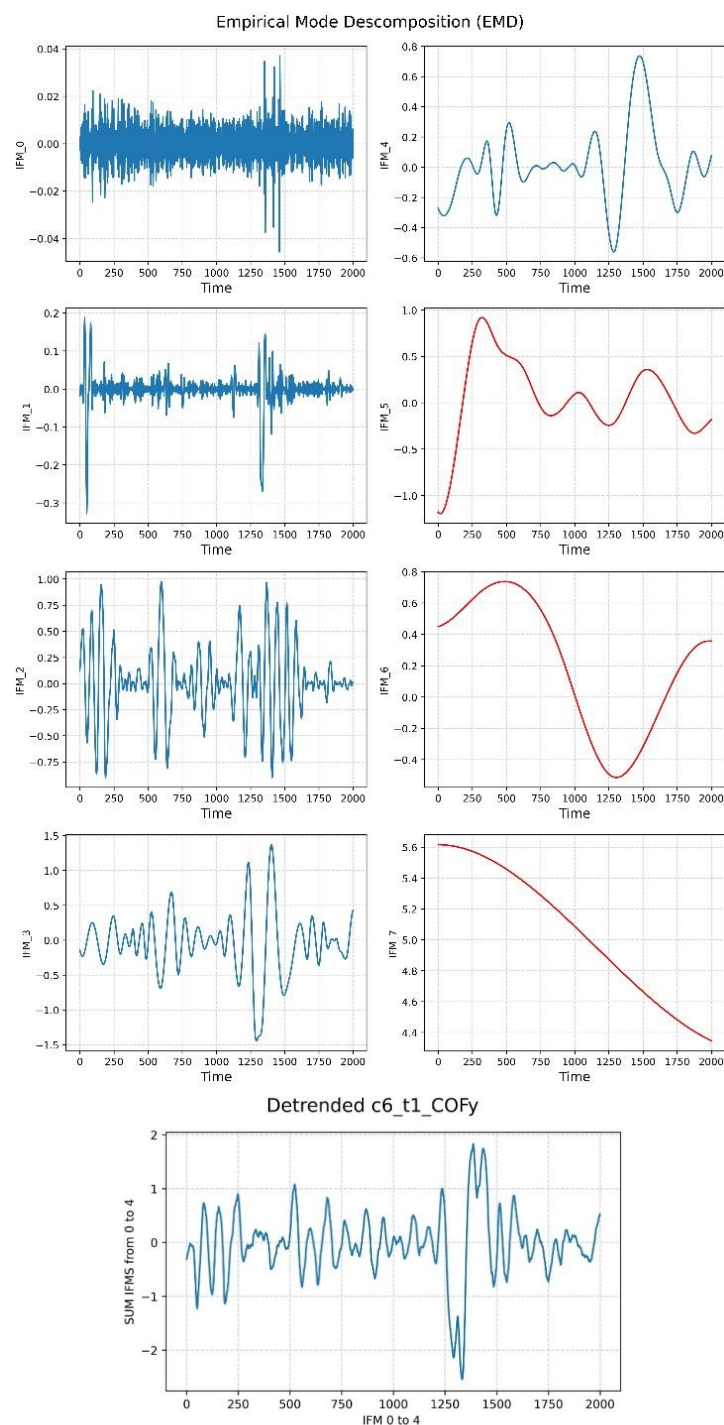 Empirical Mode Descomposition (EMD)
0.04
0.02
0.00
−0.02
−0.04
IFM_0
0 250 500 750 1000 1250 1500 1750 2000
Time
0.8
0.6
0.4
0.2
0.0
−0.2
−0.4
−0.6
IFM_4
0 250 500 750 1000 1250 1500 1750 2000
Time
0.2
0.1
0.0
−0.1
−0.2
−0.3
IFM_1
0 250 500 750 1000 1250 1500 1750 2000
Time
1.0
0.5
0.0
−0.5
−1.0
IFM_5
0 250 500 750 1000 1250 1500 1750 2000
Time
1.00
0.75
0.50
0.25
0.00
−0.25
−0.50
−0.75
IFM_2
0 250 500 750 1000 1250 1500 1750 2000
Time
0.8
0.6
0.4
0.2
0.0
−0.2
−0.4
IFM_6
0 250 500 750 1000 1250 1500 1750 2000
Time
1.5
1.0
0.5
0.0
−0.5
−1.0
−1.5
IFM_3
0 250 500 750 1000 1250 1500 1750 2000
Time
5.6
5.4
5.2
5.0
4.8
4.6
4.4
IFM_7
0 250 500 750 1000 1250 1500 1750 2000
Time
Detrended c6_t1_COFy
2
1
0
−1
−2
SUM IFMS from 0 to 4
0 250 500 750 1000 1250 1500 1750 2000
IFM 0 to 4